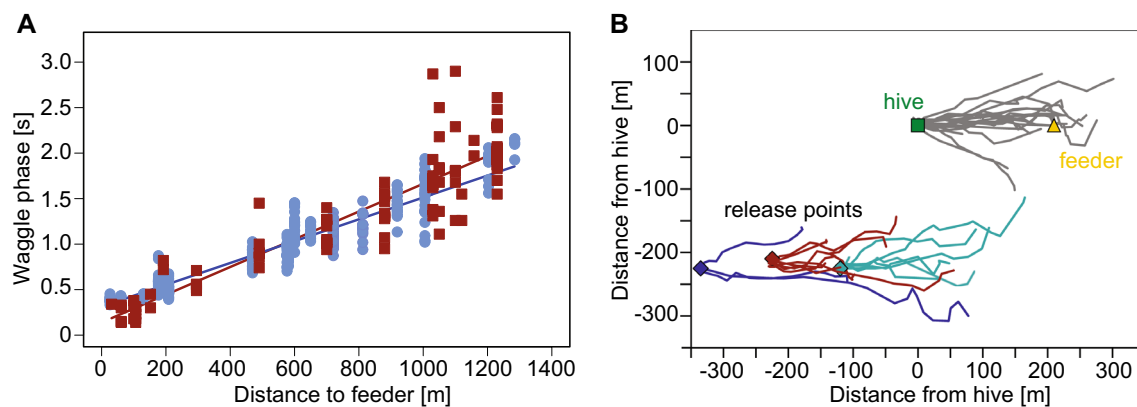 A
Waggle phase [s]
3.0
2.5
2.0
1.5
1.0
0.5
0
0 200 400 600 800 1000 1200 1400
Distance to feeder [m]
B
Distance from hive [m]
100
0
-100
-200
-300
hive
feeder
release points
-300 -200 -100 0 100 200 300
Distance from hive [m]